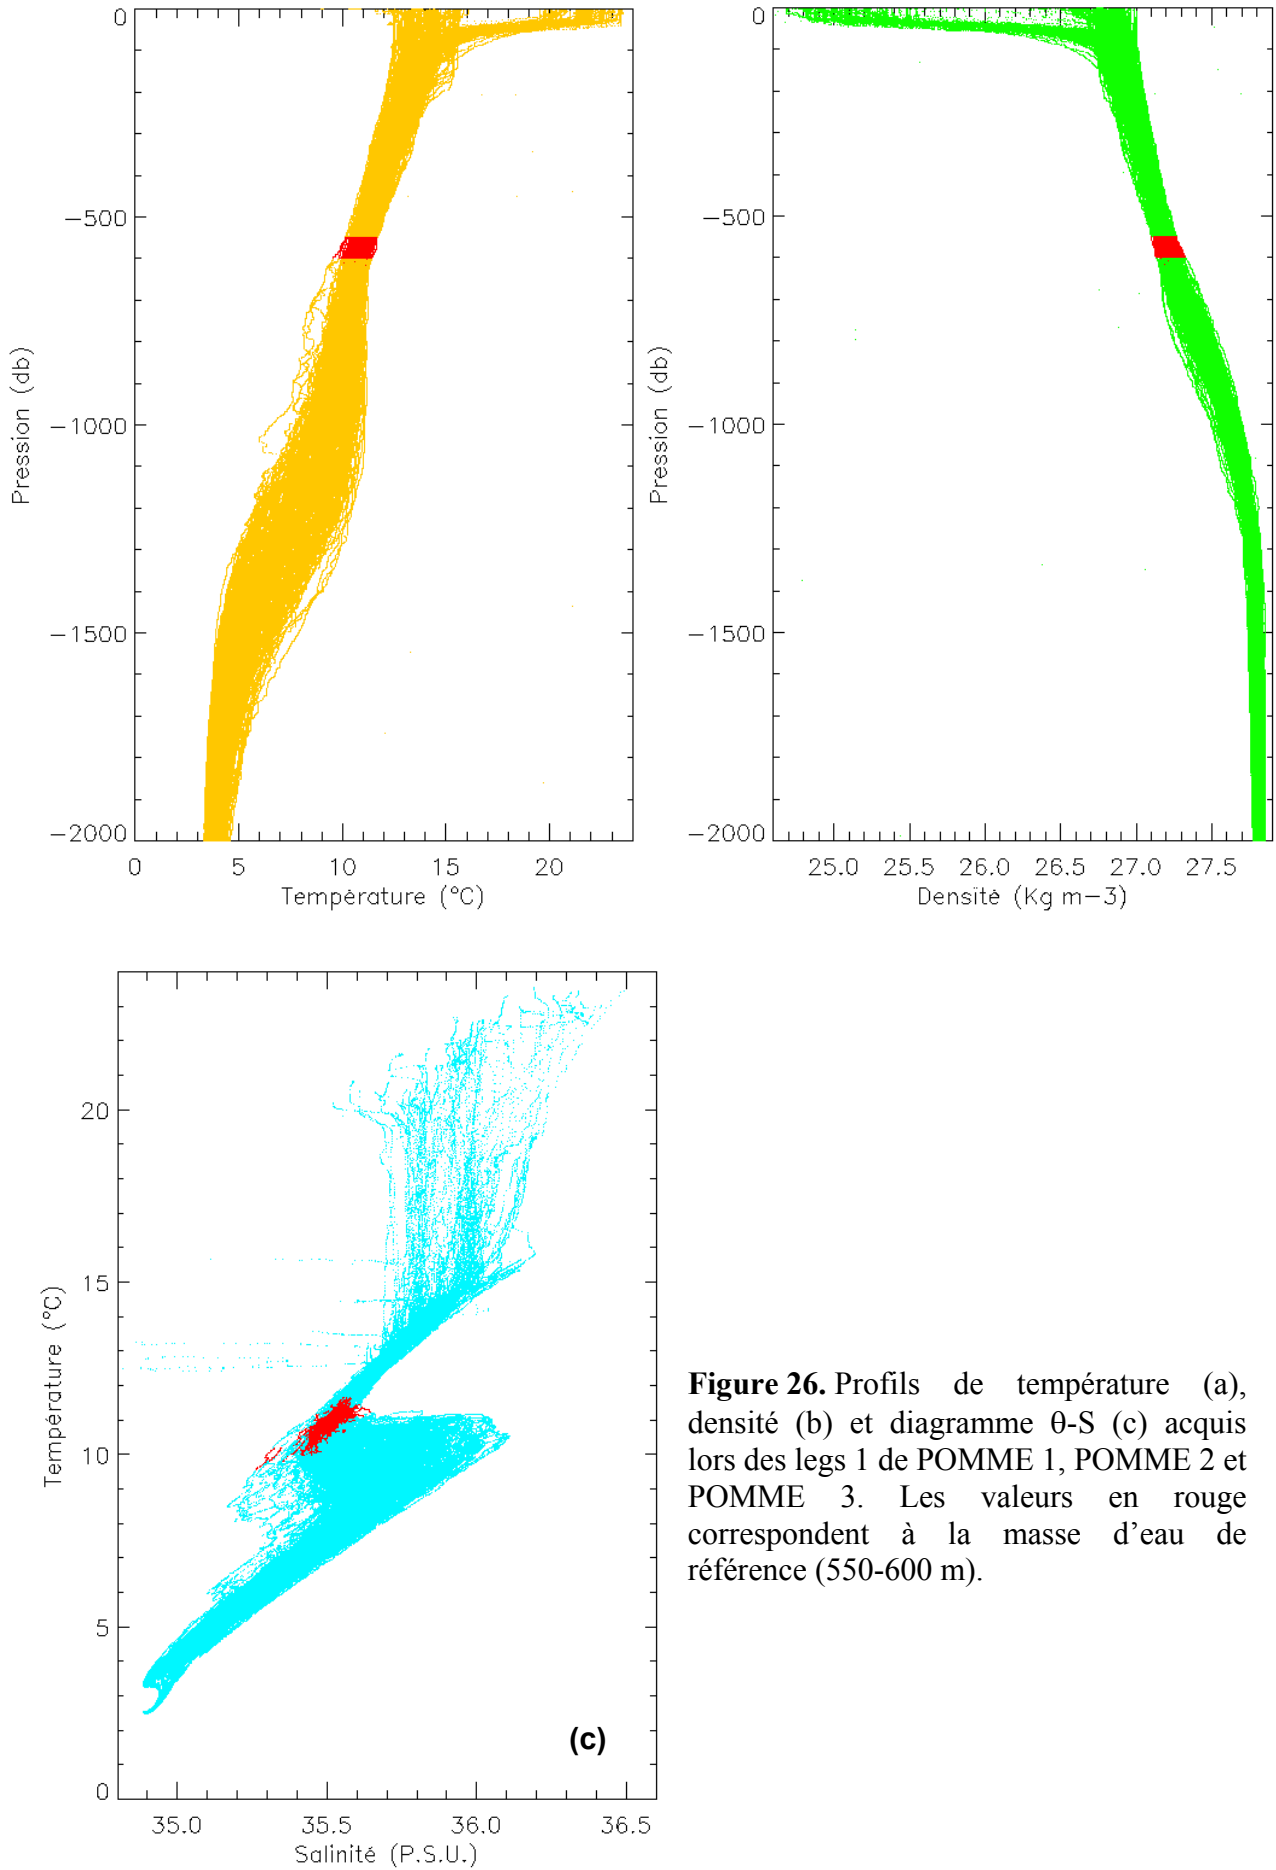 0
−500
−1000
−1500
−2000
Pression (db)
0 5 10 15 20
Température (°C)
0
−500
−1000
−1500
−2000
Pression (db)
25.0 25.5 26.0 26.5 27.0 27.5
Densité (Kg m−3)
20
15
10
5
0
Température (°C)
(c)
35.0 35.5 36.0 36.5
Salinité (P.S.U.)
Figure 26. Profils de température (a),
densité (b) et diagramme θ-S (c) acquis
lors des legs 1 de POMME 1, POMME 2 et
POMME 3. Les valeurs en rouge
correspondent à la masse d’eau de
référence (550-600 m).